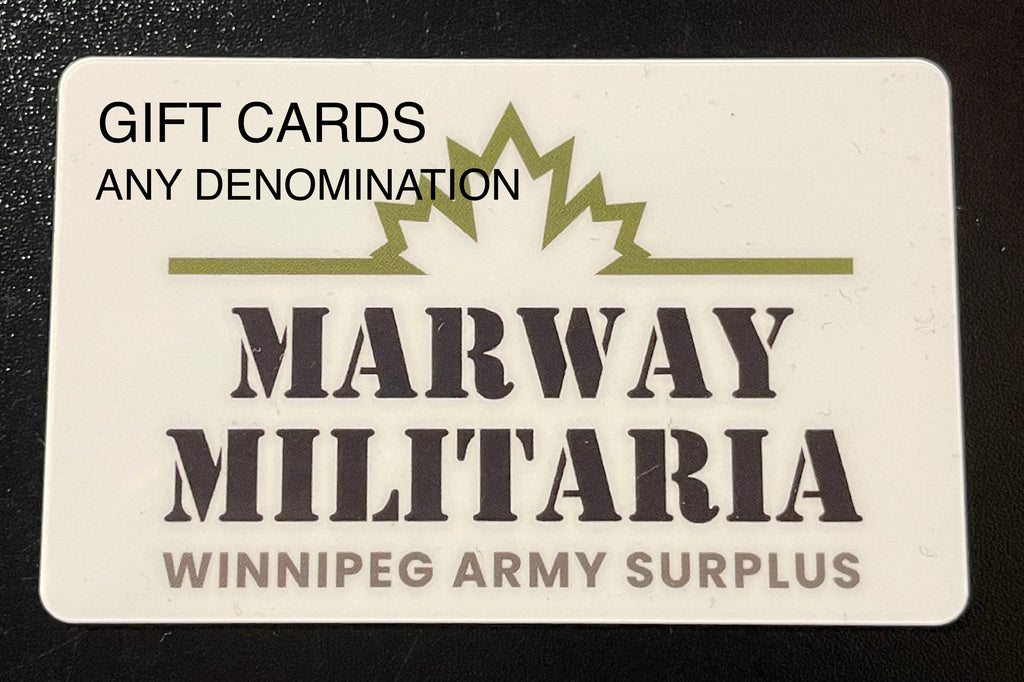 GIFT CARDS
ANY DENOMINATION
MARWAY
MILITARIA
WINNIPEG ARMY SURPLUS